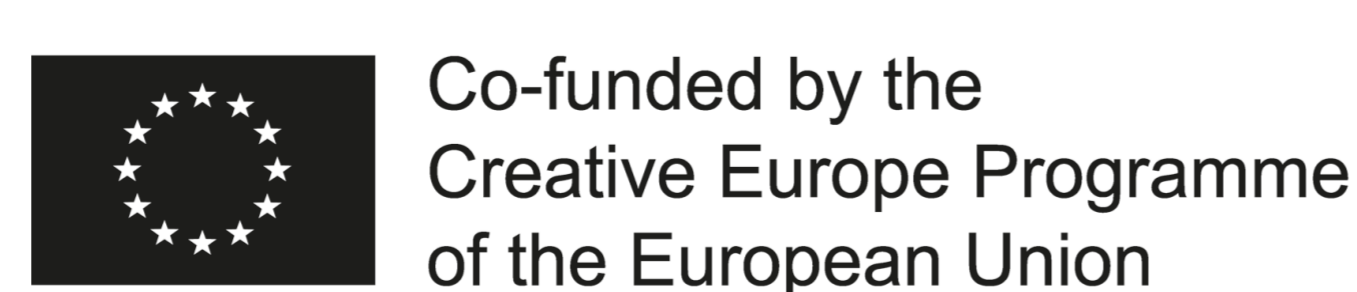 Co-funded by the
Creative Europe Programme
of the European Union